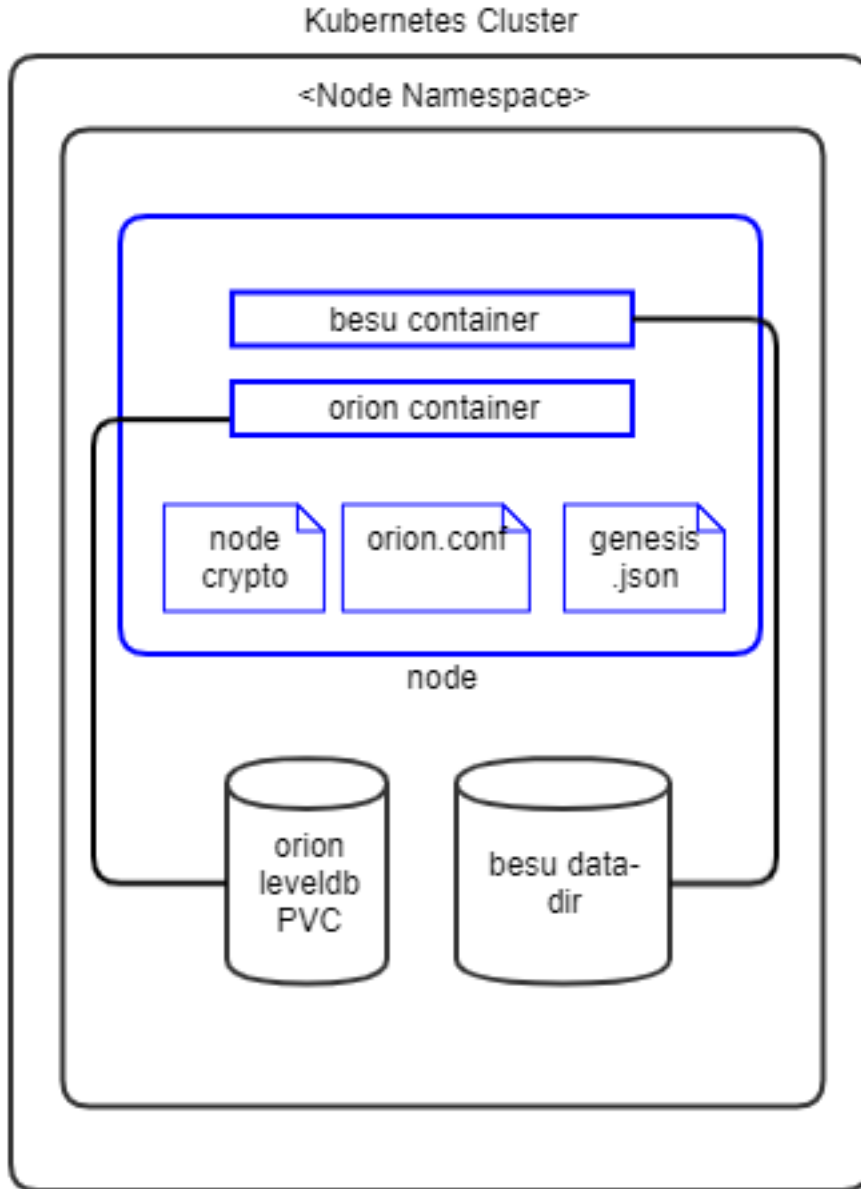 Kubernetes Cluster
<Node Namespace>
besu container
orion container
node
crypto
orion.conf
genesis
.json
node
orion
leveldb
PVC
besu data-
dir